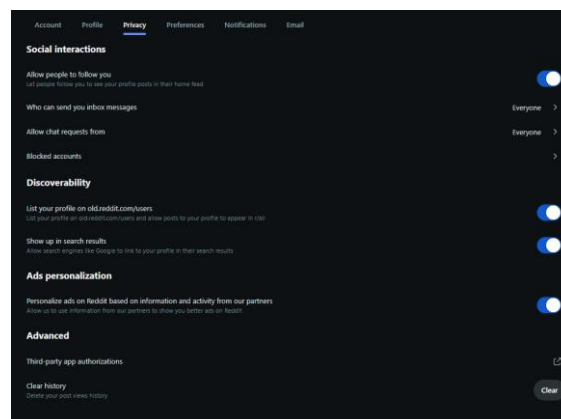 Account Profile Privacy Preferences Notifications Email
Social interactions
Allow people to follow you
Let people follow you to see your profile posts in their home feed
Who can send you inbox messages Everyone
Allow chat requests from Everyone
Blocked accounts
Discoverability
List your profile on old.reddit.com/users
List your profile on old.reddit.com/users and allow posts to your profile to appear in r/all
Show up in search results
Allow search engines like Google to link to your profile in their search results
Ads personalization
Personalize ads on Reddit based on information and activity from our partners
Allow us to use information from our partners to show you better ads on Reddit
Advanced
Third-party app authorizations
Clear history Clear
Delete your post views history